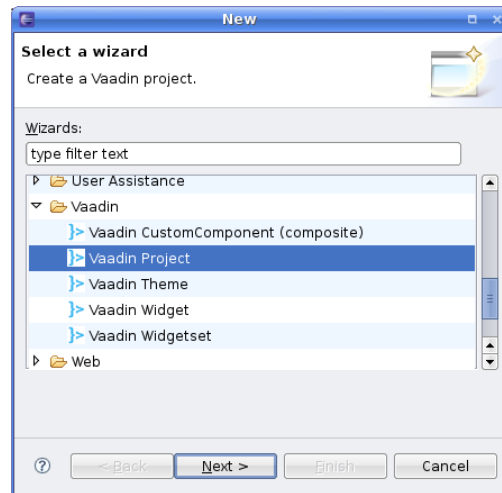 New
Select a wizard
Create a Vaadin project.
Wizards:
type filter text
User Assistance
Vaadin
Vaadin CustomComponent (composite)
Vaadin Project
Vaadin Theme
Vaadin Widget
Vaadin Widgetset
Web
< Back Next > Finish Cancel